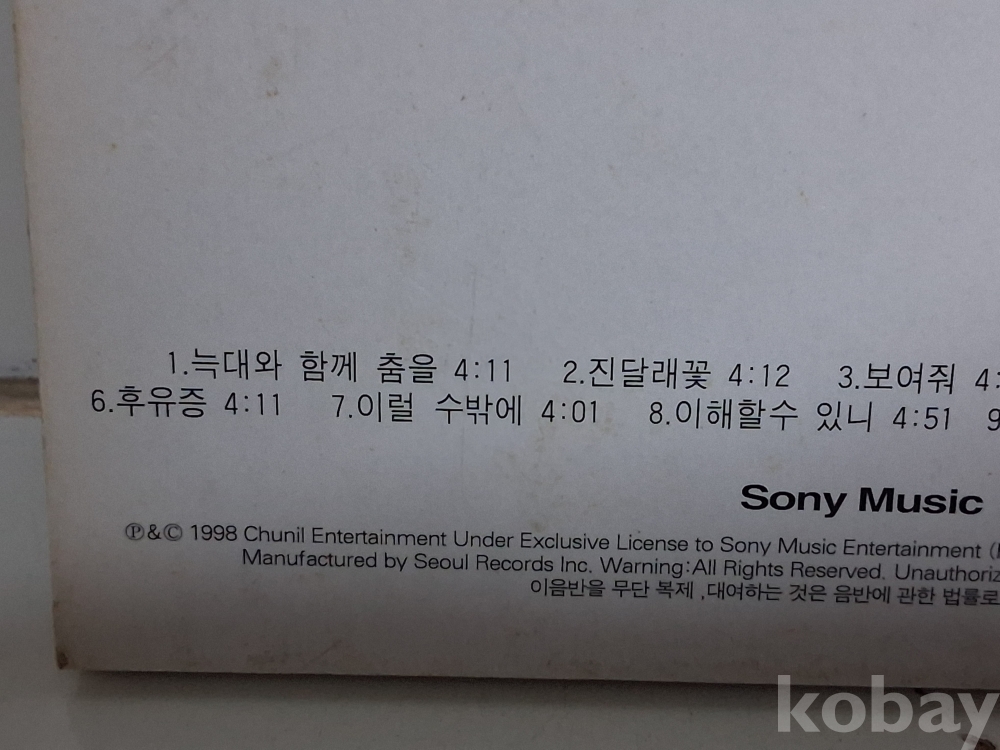 1.늑대와 함께 춤을 4:11 2.진달래꽃 4:12 3.보여줘 4:
6.후유증 4:11 7.이럴 수밖에 4:01 8.이해할수 있니 4:51 9
Sony Music
℗&© 1998 Chunil Entertainment Under Exclusive License to Sony Music Entertainment (
Manufactured by Seoul Records Inc. Warning:All Rights Reserved. Unauthoriz
이음반을 무단 복제 ,대여하는 것은 음반에 관한 법률로
kobay